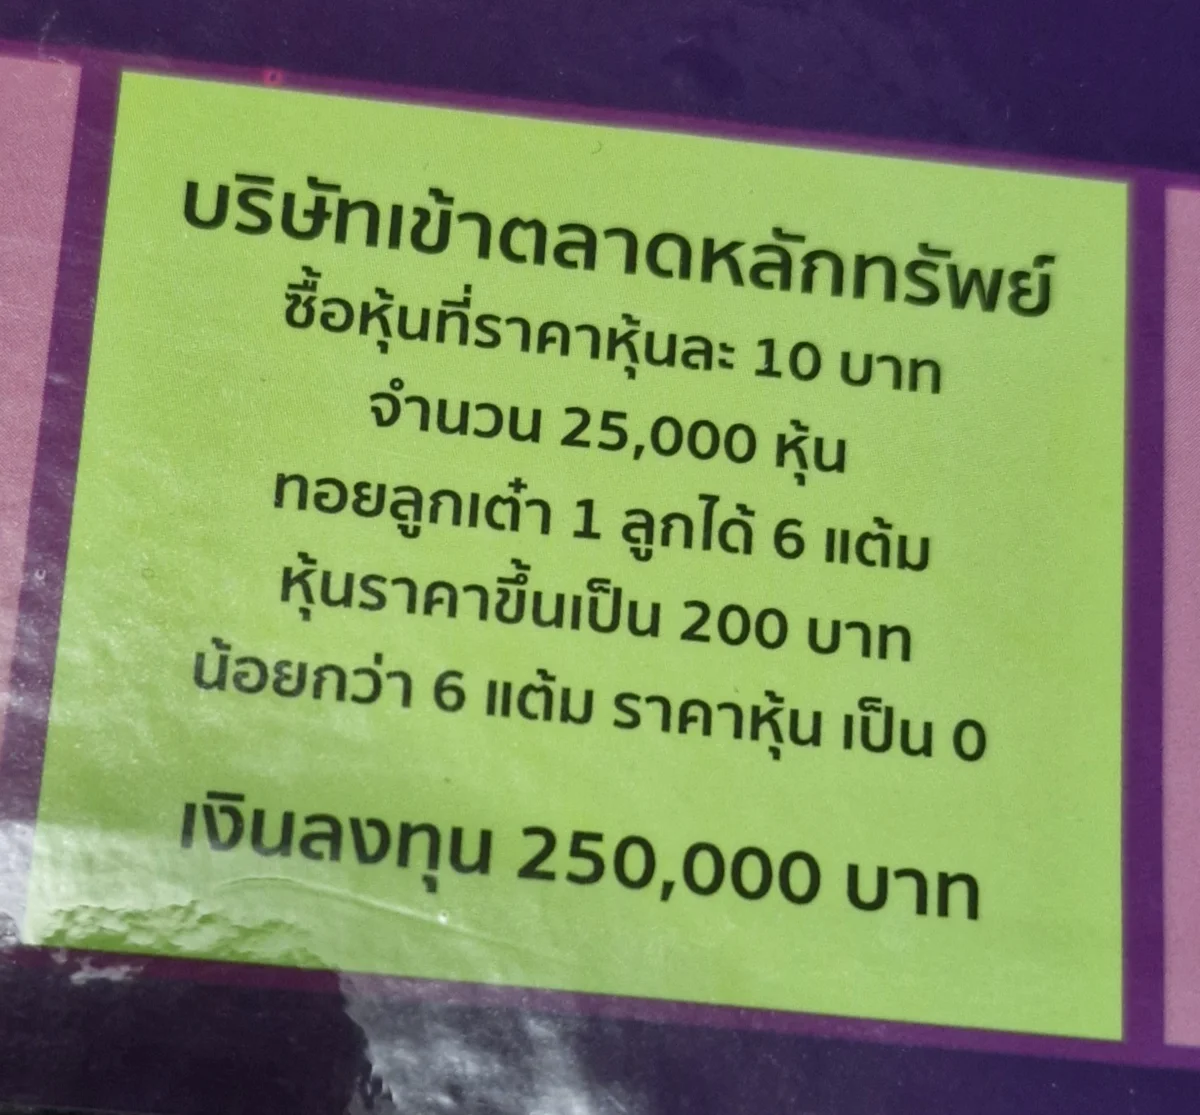 บริษัทเข้าตลาดหลักทรัพย์
ซื้อหุ้นที่ราคาหุ้นละ 10 บาท
จำนวน 25,000 หุ้น
ทอยลูกเต๋า 1 ลูกได้ 6 แต้ม
หุ้นราคาขึ้นเป็น 200 บาท
น้อยกว่า 6 แต้ม ราคาหุ้น เป็น 0
เงินลงทุน 250,000 บาท